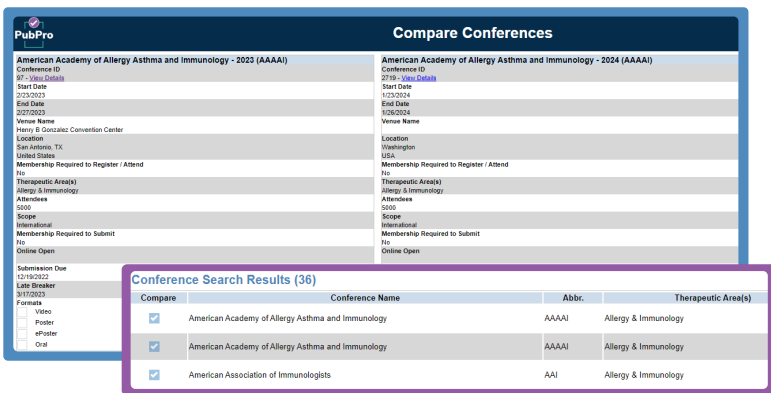 PubPro
Compare Conferences
American Academy of Allergy Asthma and Immunology - 2023 (AAAAI)
Conference ID
97 - View Details
Start Date
2/23/2023
End Date
2/27/2023
Venue Name
Henry B Gonzalez Convention Center
Location
San Antonio, TX
United States
Membership Required to Register / Attend
No
Therapeutic Area(s)
Allergy & Immunology
Attendees
5000
Scope
International
Membership Required to Submit
No
Online Open
Submission Due
12/19/2022
Late Breaker
3/17/2023
Formats
Video
Poster
ePoster
Oral
American Academy of Allergy Asthma and Immunology - 2024 (AAAAI)
Conference ID
2719 - View Details
Start Date
1/23/2024
End Date
1/26/2024
Venue Name
Location
Washington
USA
Membership Required to Register / Attend
No
Therapeutic Area(s)
Allergy & Immunology
Attendees
5000
Scope
International
Membership Required to Submit
No
Online Open
Conference Search Results (36)
Compare Conference Name Abbr. Therapeutic Area(s)
American Academy of Allergy Asthma and Immunology AAAAI Allergy & Immunology
American Academy of Allergy Asthma and Immunology AAAAI Allergy & Immunology
American Association of Immunologists AAI Allergy & Immunology